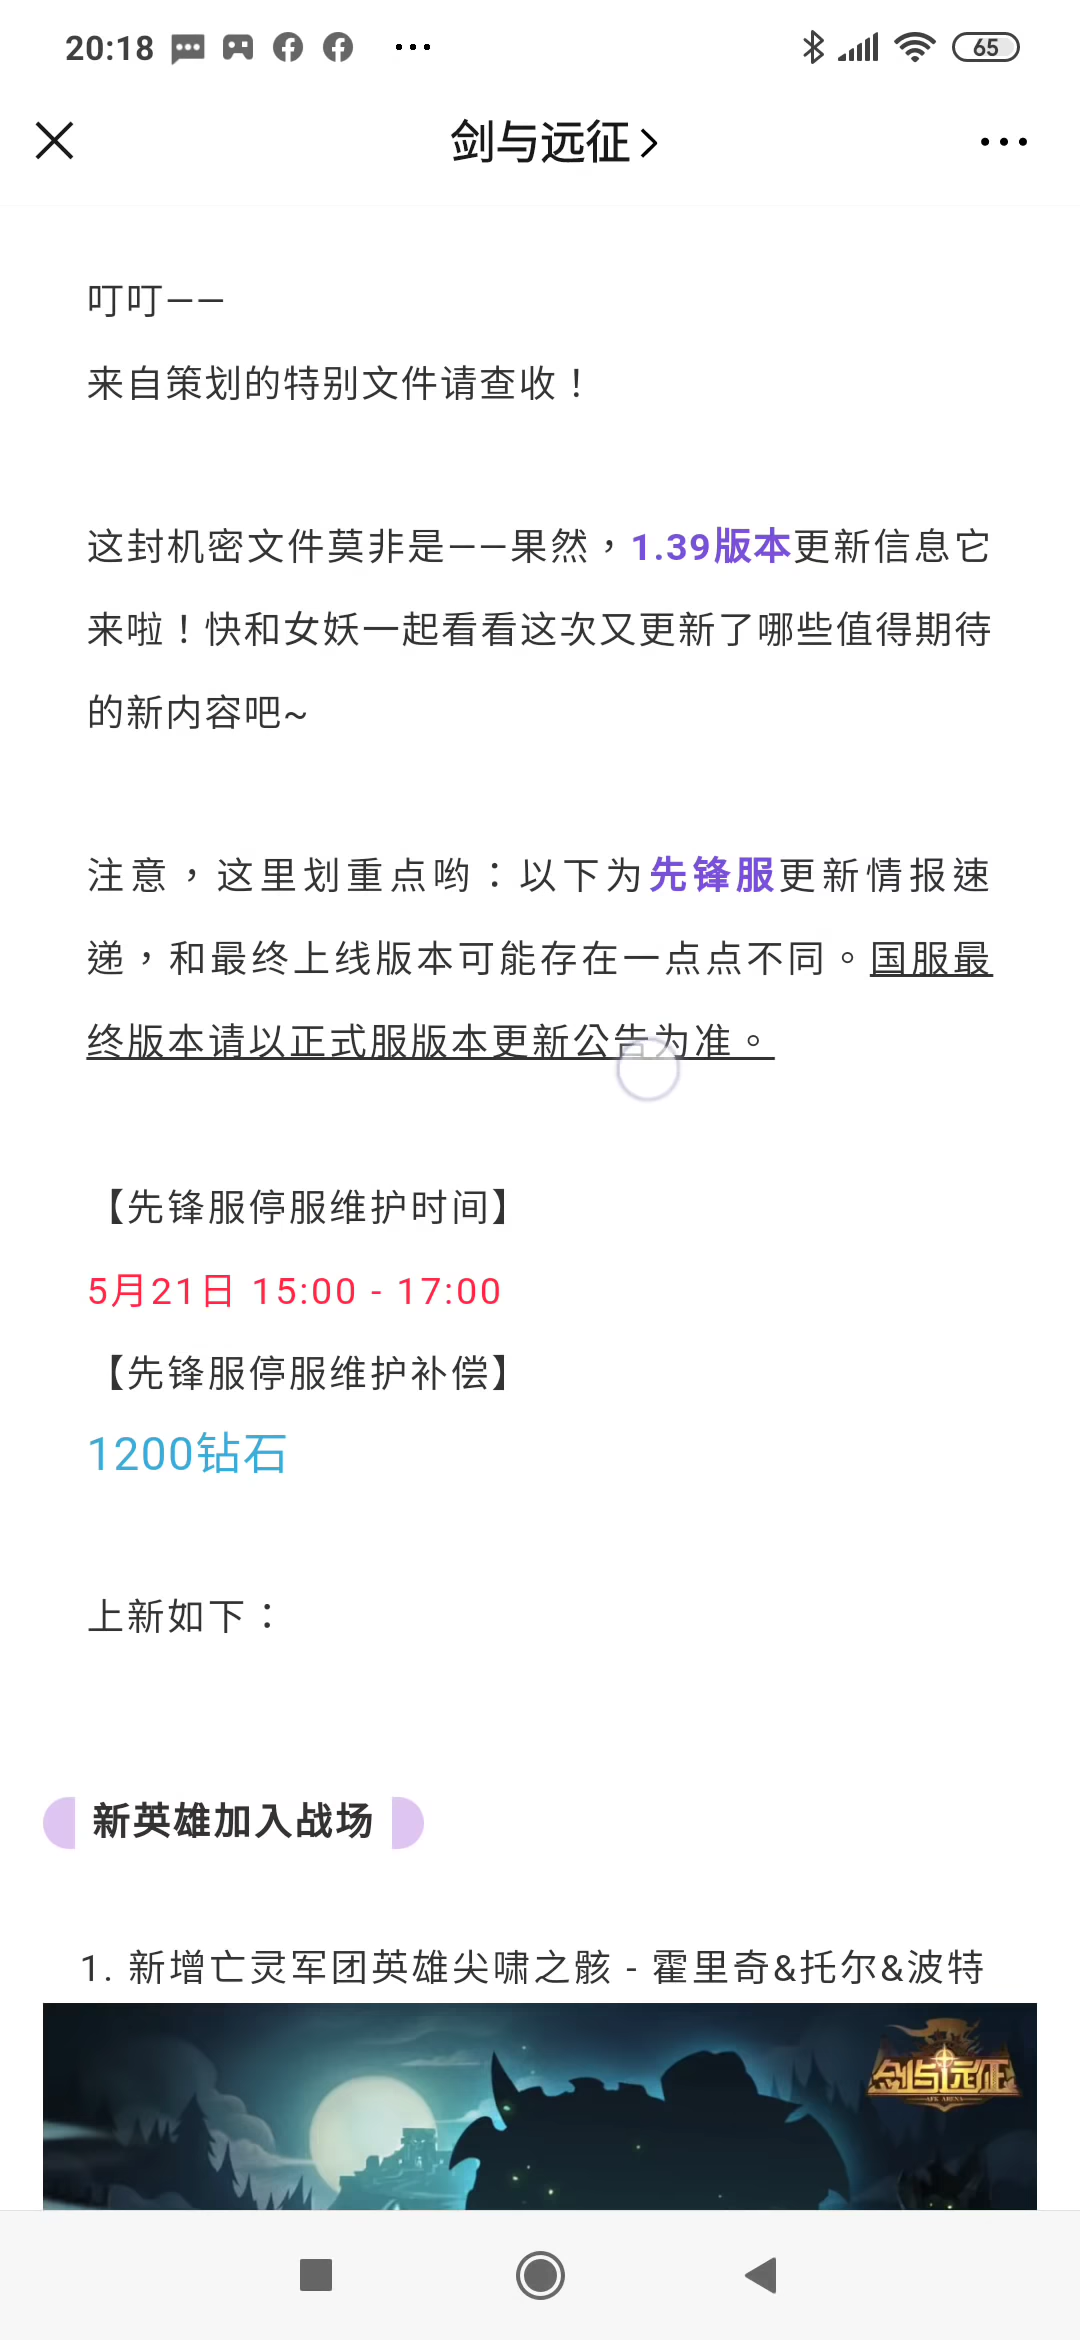 20:18
65
剑与远征
叮叮——
来自策划的特别文件请查收！
这封机密文件莫非是——果然，1.39版本更新信息它
来啦！快和女妖一起看看这次又更新了哪些值得期待
的新内容吧~
注意，这里划重点哟：以下为先锋服更新情报速
递，和最终上线版本可能存在一点点不同。国服最
终版本请以正式服版本更新公告为准。
【先锋服停服维护时间】
5月21日 15:00 - 17:00
【先锋服停服维护补偿】
1200钻石
上新如下：
新英雄加入战场
1. 新增亡灵军团英雄尖啸之骸 - 霍里奇&托尔&波特
剑与远征
AFK ARENA